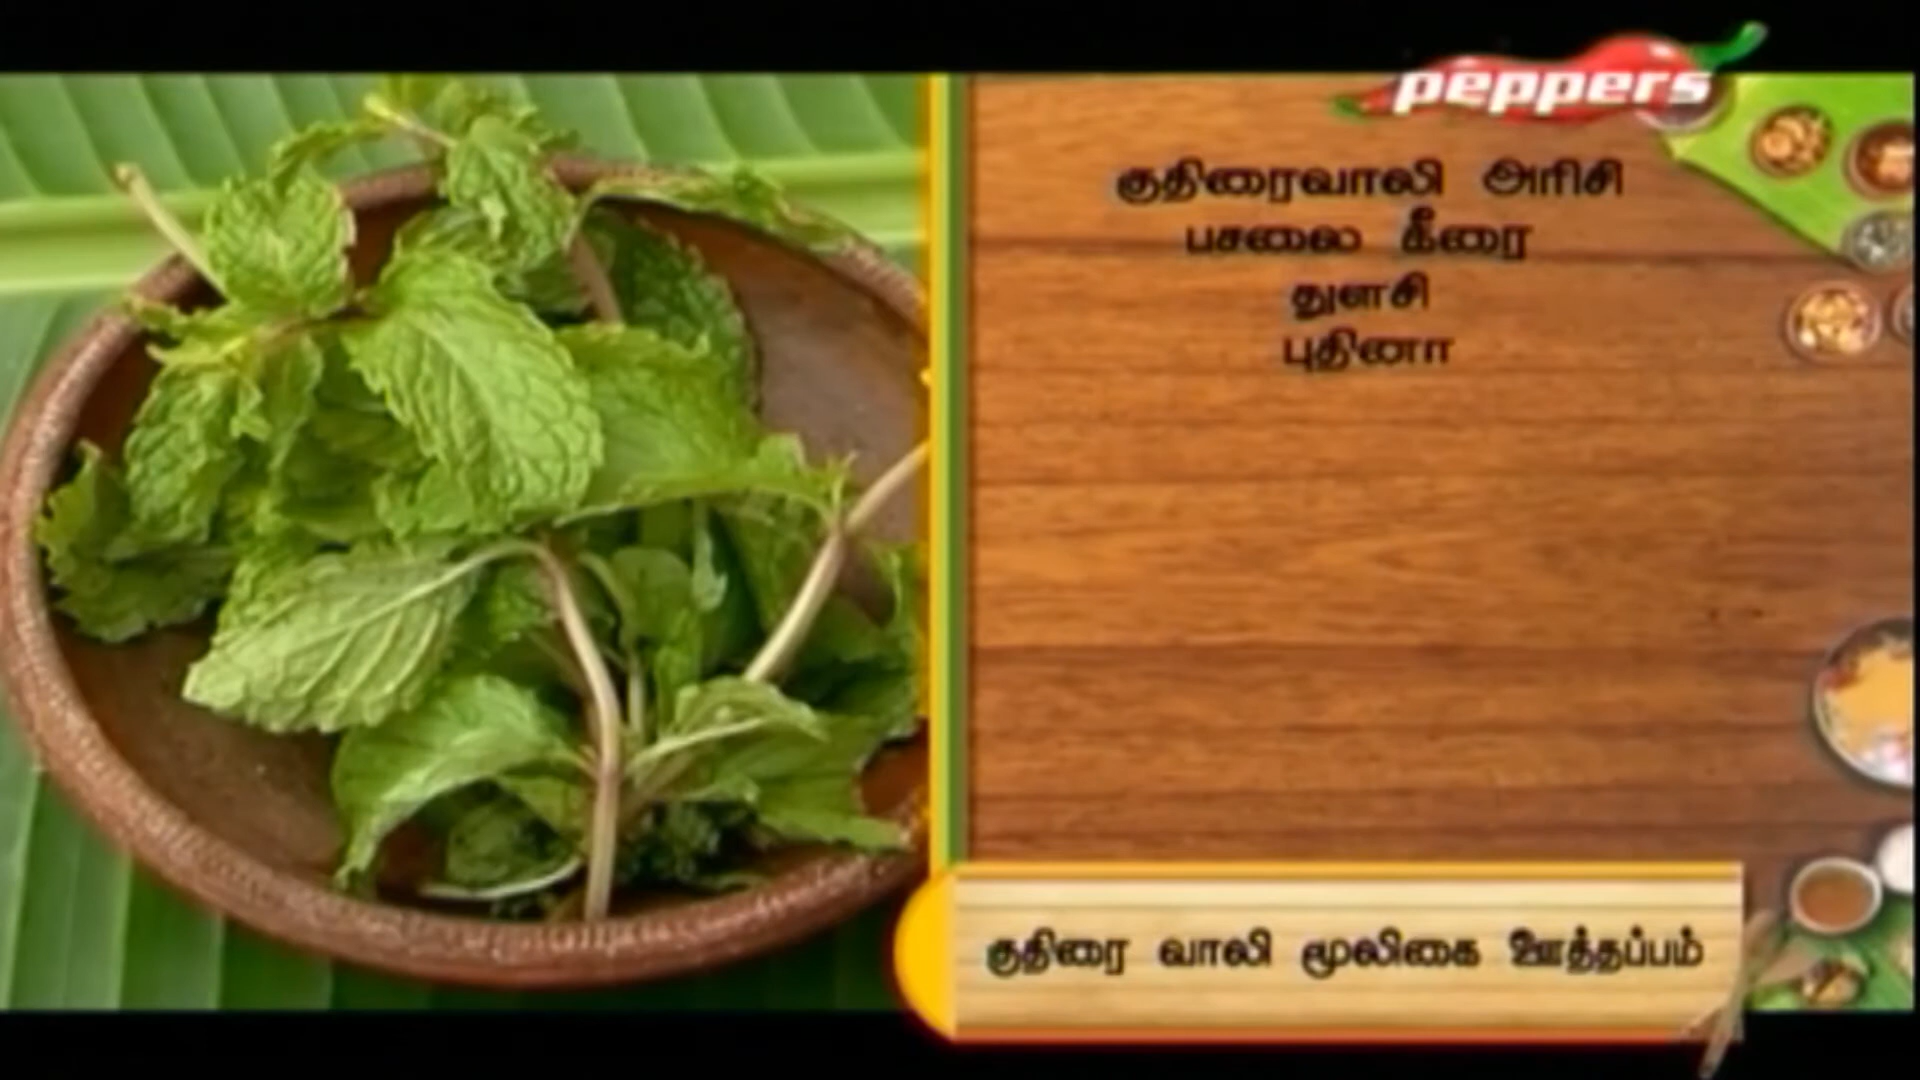 peppers
குதிரைவாலி அரிசி
பசலை கீரை
துளசி
புதினா
குதிரை வாலி மூலிகை ஊத்தப்பம்